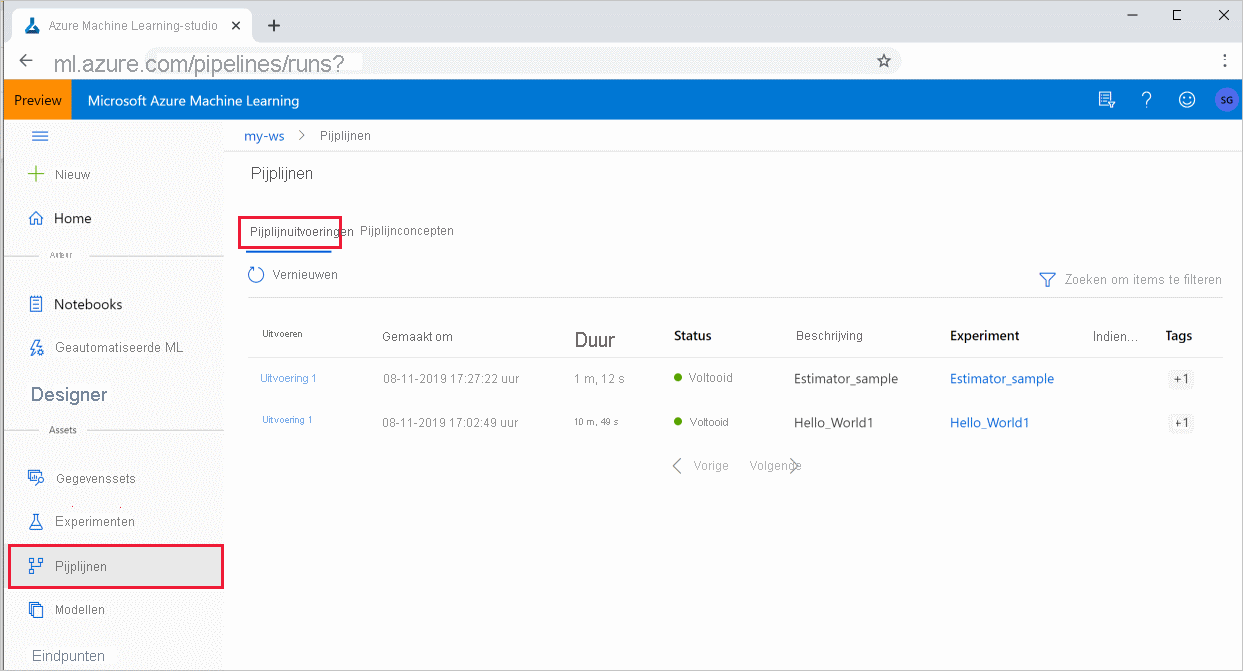 Azure Machine Learning-studio
ml.azure.com/pipelines/runs?
Preview
Microsoft Azure Machine Learning
SG
my-ws > Pijplijnen
Nieuw
Pijplijnen
Home
Pijplijnuitvoeringen Pijplijnconcepten
Vernieuwen
Zoeken om items te filteren
Notebooks
Geautomatiseerde ML
Designer
Assets
Gegevenssets
Experimenten
Pijplijnen
Modellen
Eindpunten
Uitvoeren Gemaakt om Duur Status Beschrijving Experiment Indien... Tags
Uitvoering 1 08-11-2019 17:27:22 uur 1 m, 12 s Voltooid Estimator_sample Estimator_sample +1
Uitvoering 1 08-11-2019 17:02:49 uur 10 m, 49 s Voltooid Hello_World1 Hello_World1 +1
Vorige Volgende